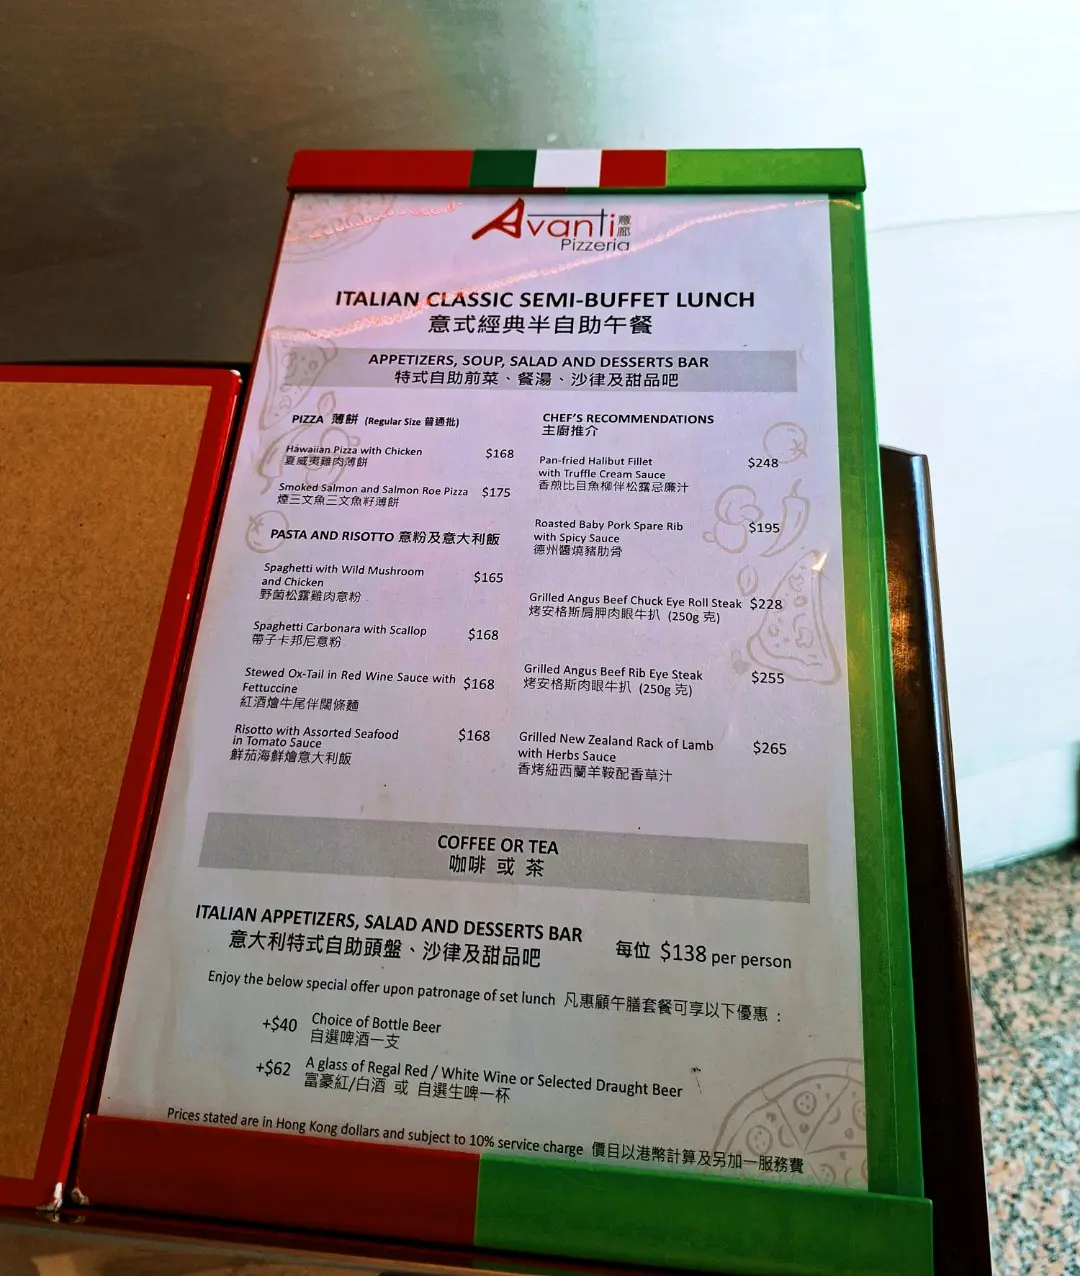 Avanti 意廊
Pizzeria
ITALIAN CLASSIC SEMI-BUFFET LUNCH
意式經典半自助午餐
APPETIZERS, SOUP, SALAD AND DESSERTS BAR
特式自助前菜、餐湯、沙律及甜品吧
PIZZA 薄餅 (Regular Size 普通批)
Hawaiian Pizza with Chicken $168
夏威夷雞肉薄餅
Smoked Salmon and Salmon Roe Pizza $175
煙三文魚三文魚籽薄餅
PASTA AND RISOTTO 意粉及意大利飯
Spaghetti with Wild Mushroom
and Chicken $165
野菌松露雞肉意粉
Spaghetti Carbonara with Scallop $168
帶子卡邦尼意粉
Stewed Ox-Tail in Red Wine Sauce with $168
Fettuccine
紅酒燴牛尾伴闊條麵
Risotto with Assorted Seafood $168
in Tomato Sauce
鮮茄海鮮燴意大利飯
CHEF'S RECOMMENDATIONS
主廚推介
Pan-fried Halibut Fillet $248
with Truffle Cream Sauce
香煎比目魚柳伴松露忌廉汁
Roasted Baby Pork Spare Rib $195
with Spicy Sauce
德州醬燒豬肋骨
Grilled Angus Beef Chuck Eye Roll Steak $228
烤安格斯肩胛肉眼牛扒 (250g 克)
Grilled Angus Beef Rib Eye Steak $255
烤安格斯肉眼牛扒 (250g 克)
Grilled New Zealand Rack of Lamb $265
with Herbs Sauce
香烤紐西蘭羊鞍配香草汁
COFFEE OR TEA
咖啡 或 茶
ITALIAN APPETIZERS, SALAD AND DESSERTS BAR
意大利特式自助頭盤、沙律及甜品吧 每位 $138 per person
Enjoy the below special offer upon patronage of set lunch 凡惠顧午膳套餐可享以下優惠 :
+$40 Choice of Bottle Beer
自選啤酒一支
+$62 A glass of Regal Red / White Wine or Selected Draught Beer
富豪紅/白酒 或 自選生啤一杯
Prices stated are in Hong Kong dollars and subject to 10% service charge 價目以港幣計算及另加一服務費